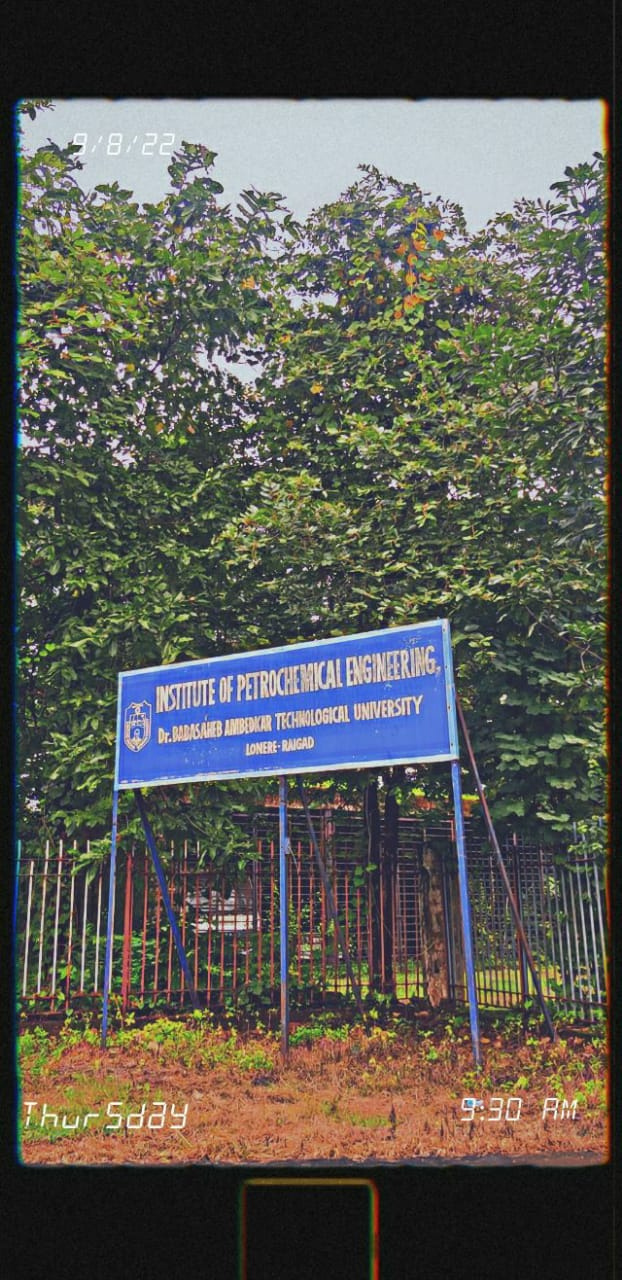 9/8/22
INSTITUTE OF PETROCHEMICAL ENGINEERING,
Dr. BABASAHEB AMBEDKAR TECHNOLOGICAL UNIVERSITY
LONERE-RAIGAD
Thursday
9:30 AM